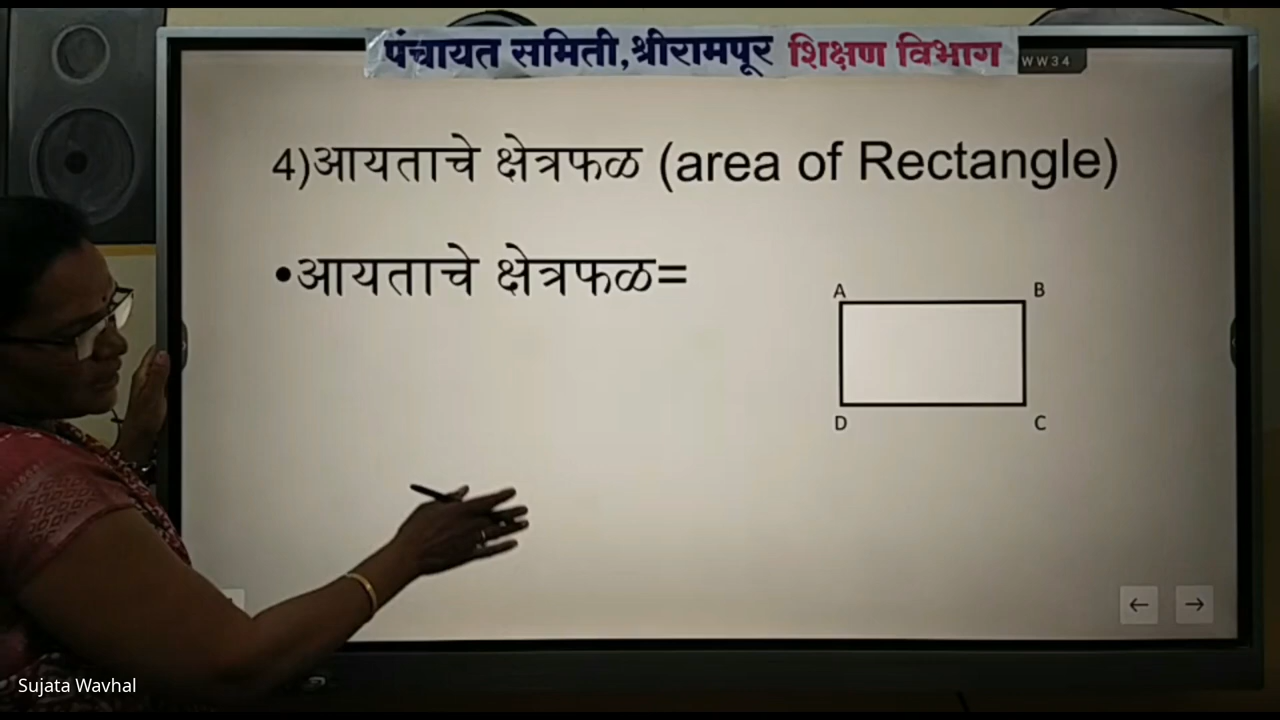 पंचायत समिती,श्रीरामपूर शिक्षण विभाग
WW34
4)आयताचे क्षेत्रफळ (area of Rectangle)
•आयताचे क्षेत्रफळ=
A B
D C
← →
Sujata Wavhal